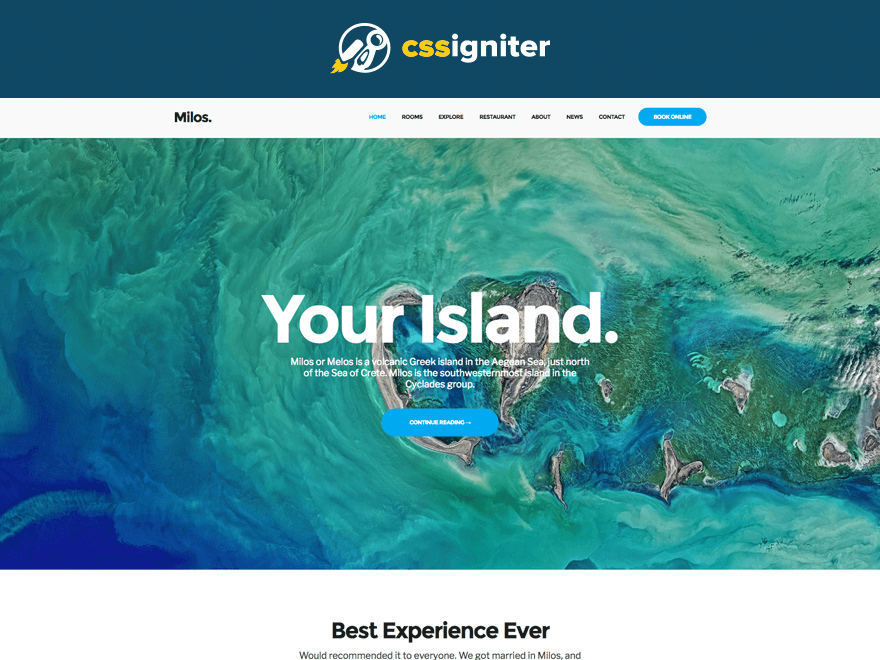 cssigniter
Milos.
HOME ROOMS EXPLORE RESTAURANT ABOUT NEWS CONTACT BOOK ONLINE
Your Island.
Milos or Melos is a volcanic Greek island in the Aegean Sea, just north
of the Sea of Crete. Milos is the southwesternmost island in the
Cyclades group.
CONTINUE READING →
Best Experience Ever
Would recommended it to everyone. We got married in Milos, and